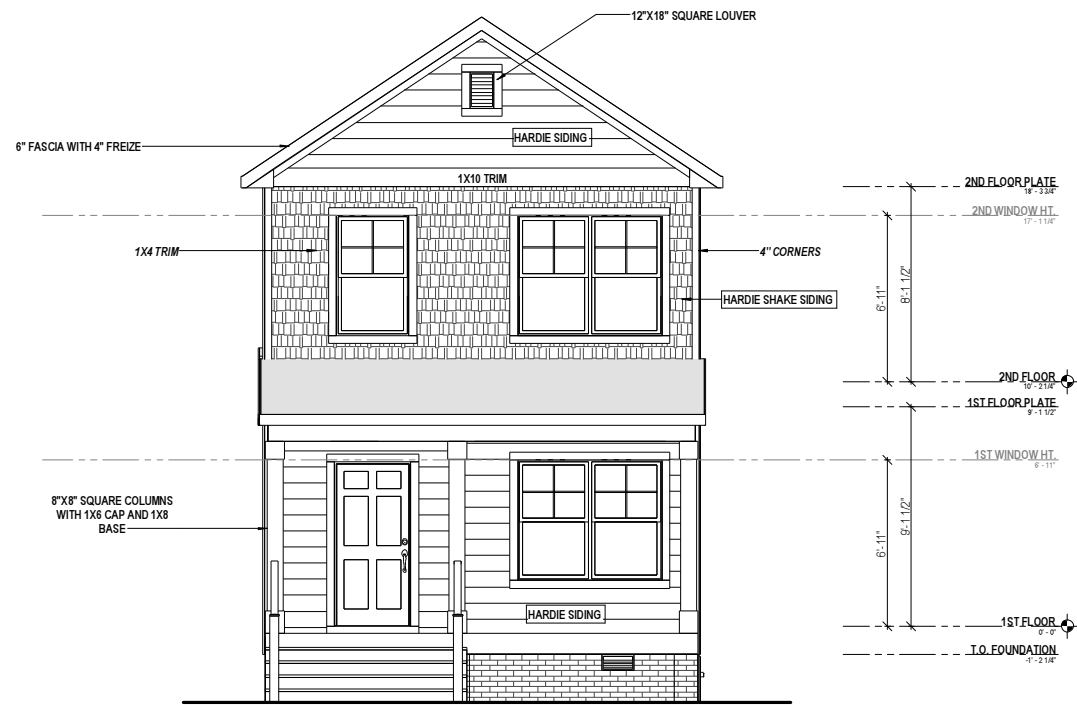 12"X18" SQUARE LOUVER
HARDIE SIDING
6" FASCIA WITH 4" FREIZE
1X10 TRIM
2ND FLOOR PLATE
18' - 3 3/4"
2ND WINDOW HT.
17' - 1 1/4"
1X4 TRIM
4" CORNERS
HARDIE SHAKE SIDING
6'- 11"
8'-1 1/2"
2ND FLOOR
10' - 2 1/4"
1ST FLOOR PLATE
9' - 1 1/2"
1ST WINDOW HT.
6' - 11"
8"X8" SQUARE COLUMNS
WITH 1X6 CAP AND 1X8
BASE
6'- 11"
9'-1 1/2"
HARDIE SIDING
1ST FLOOR
0' - 0"
T.O. FOUNDATION
-1' - 2 1/4"